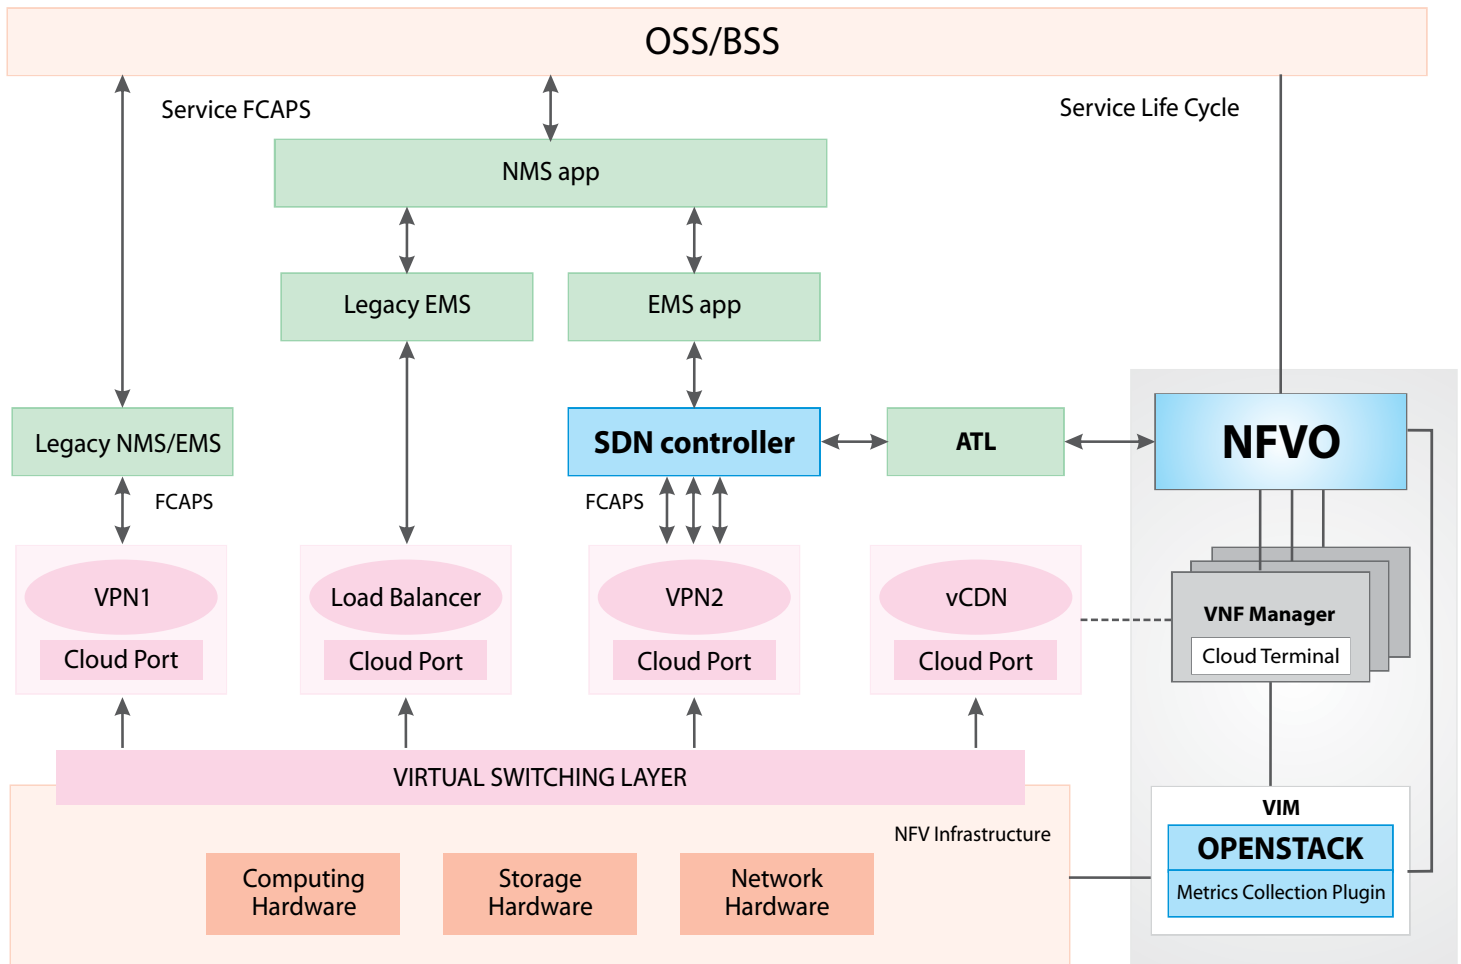 OSS/BSS
Service FCAPS
Service Life Cycle
NMS app
Legacy EMS
EMS app
Legacy NMS/EMS
SDN controller
ATL
NFVO
FCAPS
FCAPS
VPN1
Cloud Port
Load Balancer
Cloud Port
VPN2
Cloud Port
vCDN
Cloud Port
VNF Manager
Cloud Terminal
VIRTUAL SWITCHING LAYER
NFV Infrastructure
Computing
Hardware
Storage
Hardware
Network
Hardware
VIM
OPENSTACK
Metrics Collection Plugin